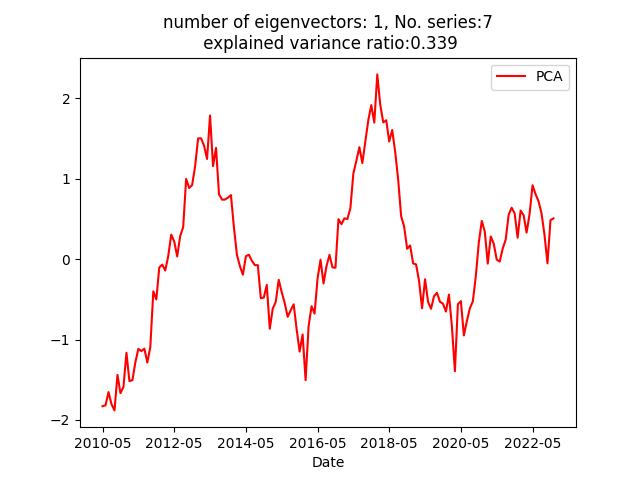 number of eigenvectors: 1, No. series:7
explained variance ratio:0.339
PCA
2
1
0
−1
−2
2010-05 2012-05 2014-05 2016-05 2018-05 2020-05 2022-05
Date